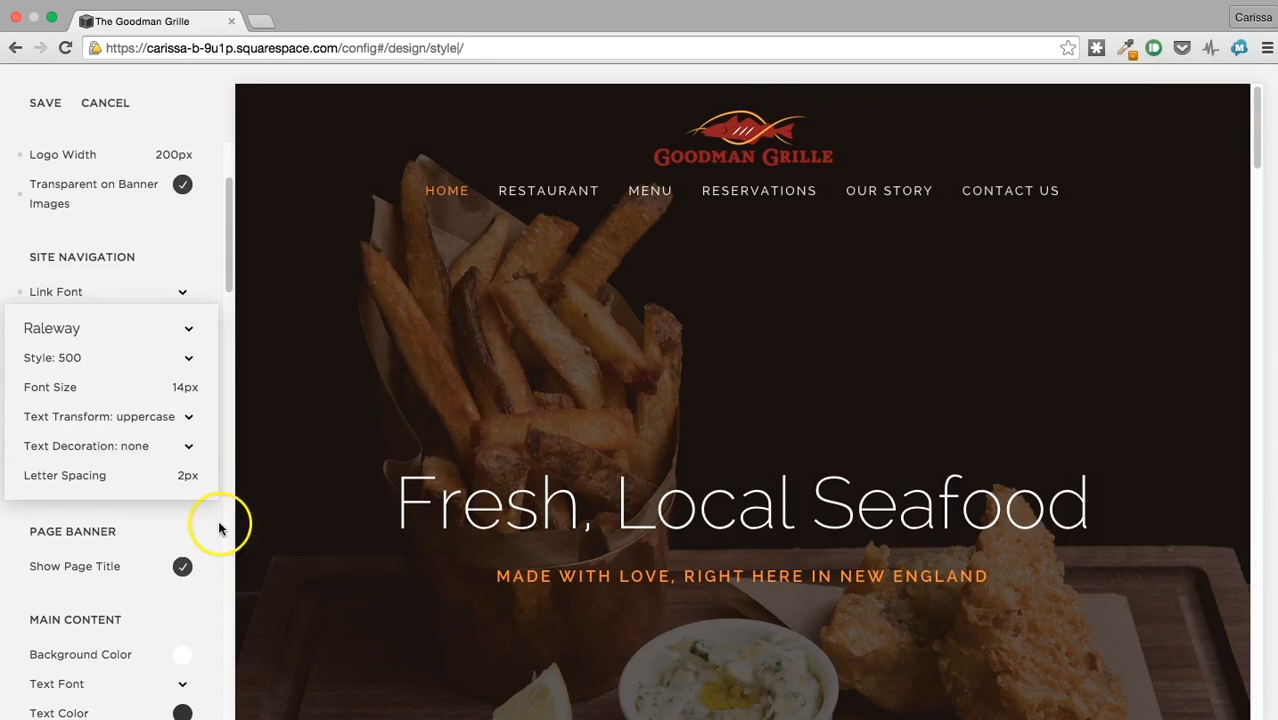 The Goodman Grille
Carissa
https://carissa-b-9u1p.squarespace.com/config#/design/style/
SAVE CANCEL
Logo Width 200px
Transparent on Banner
Images
SITE NAVIGATION
Link Font
Raleway
Style: 500
Font Size 14px
Text Transform: uppercase
Text Decoration: none
Letter Spacing 2px
PAGE BANNER
Show Page Title
MAIN CONTENT
Background Color
Text Font
Text Color
GOODMAN GRILLE
HOME RESTAURANT MENU RESERVATIONS OUR STORY CONTACT US
Fresh, Local Seafood
MADE WITH LOVE, RIGHT HERE IN NEW ENGLAND